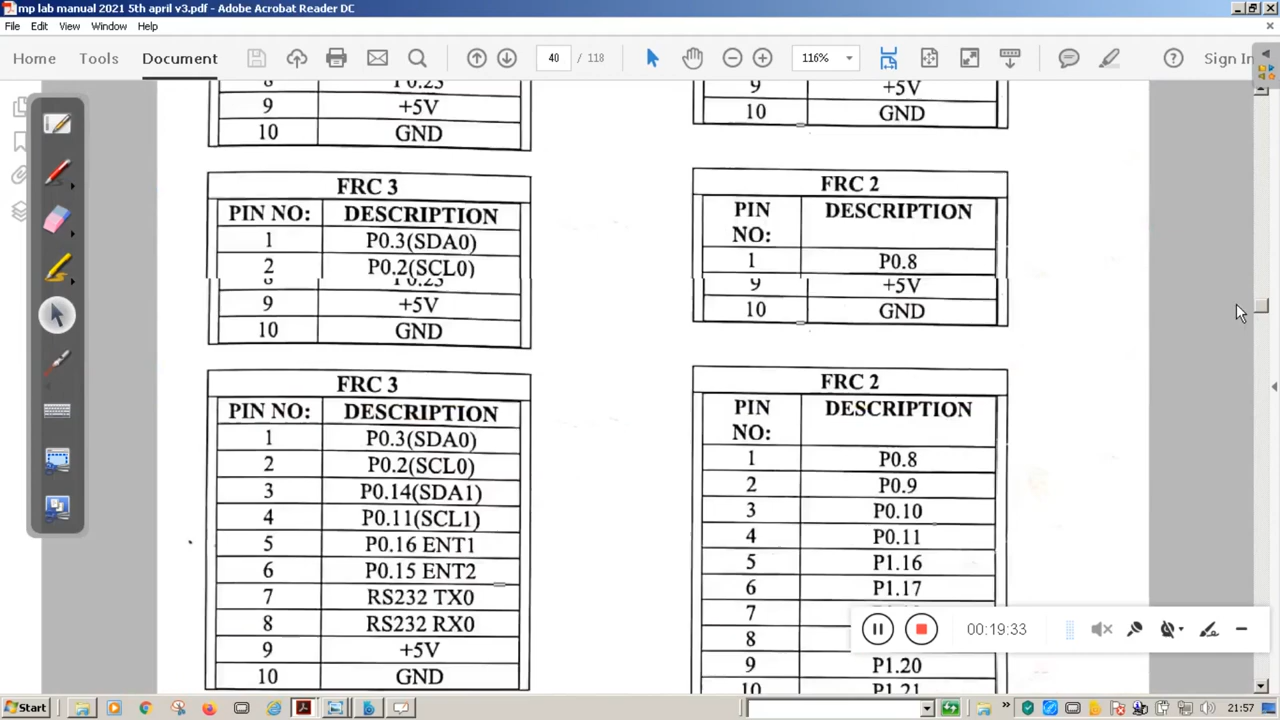 mp lab manual 2021 5th april v3.pdf - Adobe Acrobat Reader DC
File Edit View Window Help
Home Tools Document 40 / 118 116% Sign In
9 +5V
10 GND
9 +5V
10 GND
FRC 3
PIN NO: DESCRIPTION
1 P0.3(SDA0)
2 P0.2(SCL0)
9 +5V
10 GND
FRC 2
PIN NO: DESCRIPTION
1 P0.8
9 +5V
10 GND
FRC 3
PIN NO: DESCRIPTION
1 P0.3(SDA0)
2 P0.2(SCL0)
3 P0.14(SDA1)
4 P0.11(SCL1)
5 P0.16 ENT1
6 P0.15 ENT2
7 RS232 TX0
8 RS232 RX0
9 +5V
10 GND
FRC 2
PIN NO: DESCRIPTION
1 P0.8
2 P0.9
3 P0.10
4 P0.11
5 P1.16
6 P1.17
7
8
9 P1.20
10 P1.21
00:19:33
Start
21:57